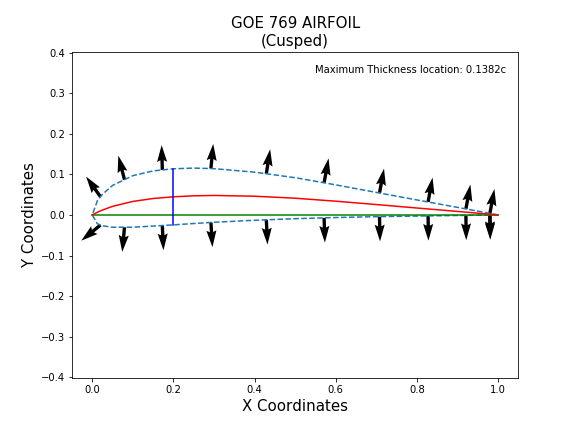 GOE 769 AIRFOIL
(Cusped)
Maximum Thickness location: 0.1382c
Y Coordinates
0.4
0.3
0.2
0.1
0.0
−0.1
−0.2
−0.3
−0.4
0.0 0.2 0.4 0.6 0.8 1.0
X Coordinates